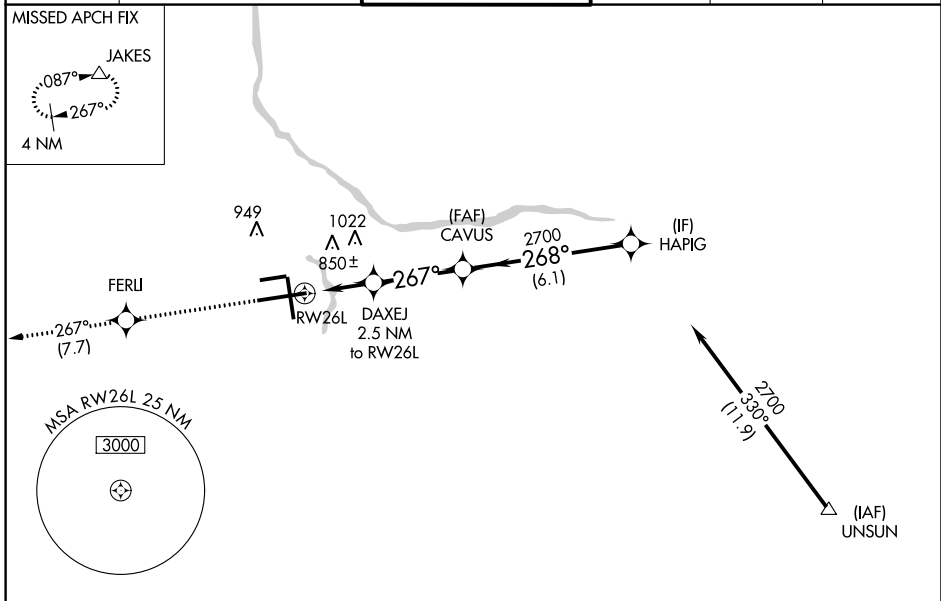 MISSED APCH FIX
JAKES
087°
267°
4 NM
949
1022
850±
(FAF)
CAVUS
2700
268°
(6.1)
(IF)
HAPIG
267°
FERLI
RW26L
DAXEJ
2.5 NM
to RW26L
267°
(7.7)
MSA RW26L 25 NM
3000
2700
330°
(11.9)
(IAF)
UNSUN